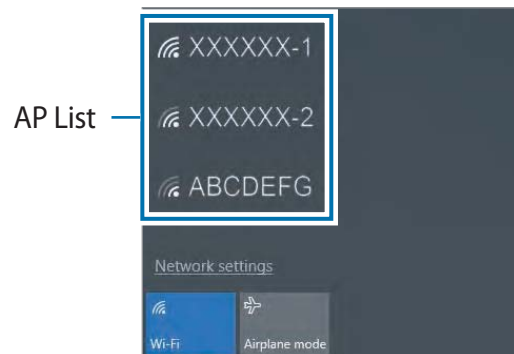 XXXXXX-1
XXXXXX-2
AP List
ABCDEFG
Network settings
Wi-Fi
Airplane mode